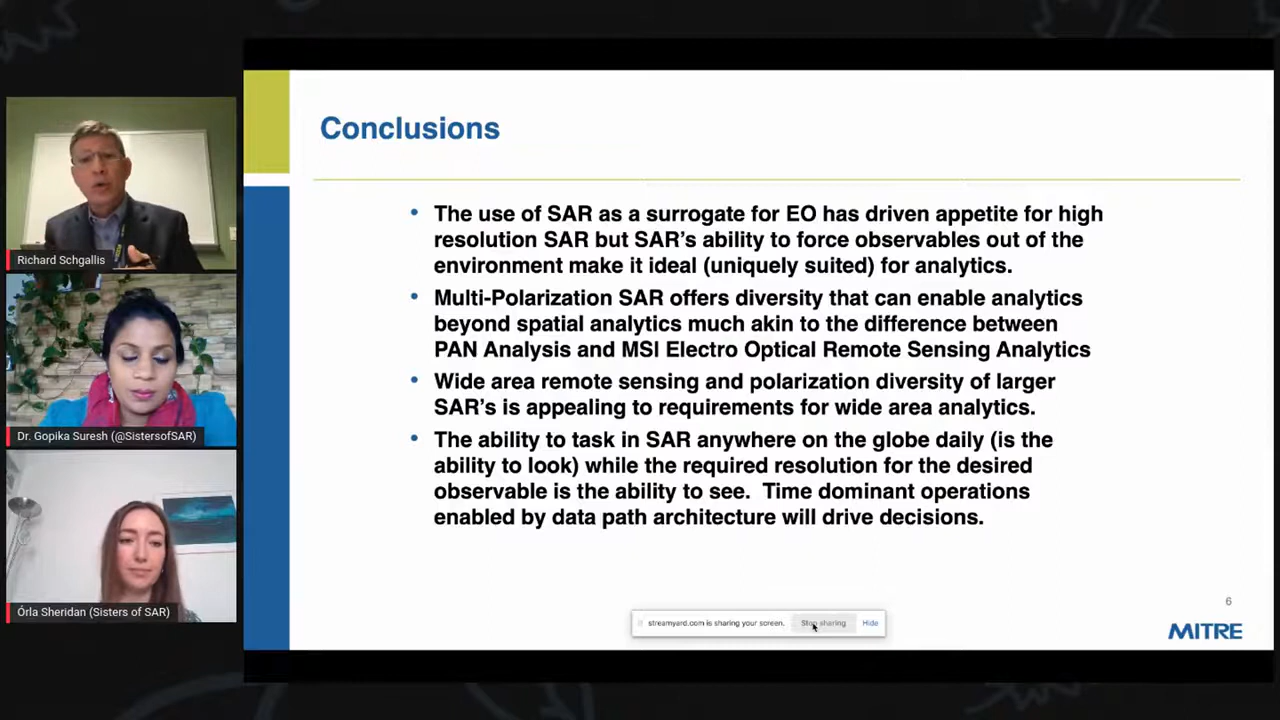 Conclusions
• The use of SAR as a surrogate for EO has driven appetite for high
resolution SAR but SAR's ability to force observables out of the
environment make it ideal (uniquely suited) for analytics.
• Multi-Polarization SAR offers diversity that can enable analytics
beyond spatial analytics much akin to the difference between
PAN Analysis and MSI Electro Optical Remote Sensing Analytics
• Wide area remote sensing and polarization diversity of larger
SAR's is appealing to requirements for wide area analytics.
• The ability to task in SAR anywhere on the globe daily (is the
ability to look) while the required resolution for the desired
observable is the ability to see.  Time dominant operations
enabled by data path architecture will drive decisions.
Richard Schgallis
Dr. Gopika Suresh (@SistersofSAR)
Órla Sheridan (Sisters of SAR)
streamyard.com is sharing your screen.
Stop sharing
Hide
6
MITRE